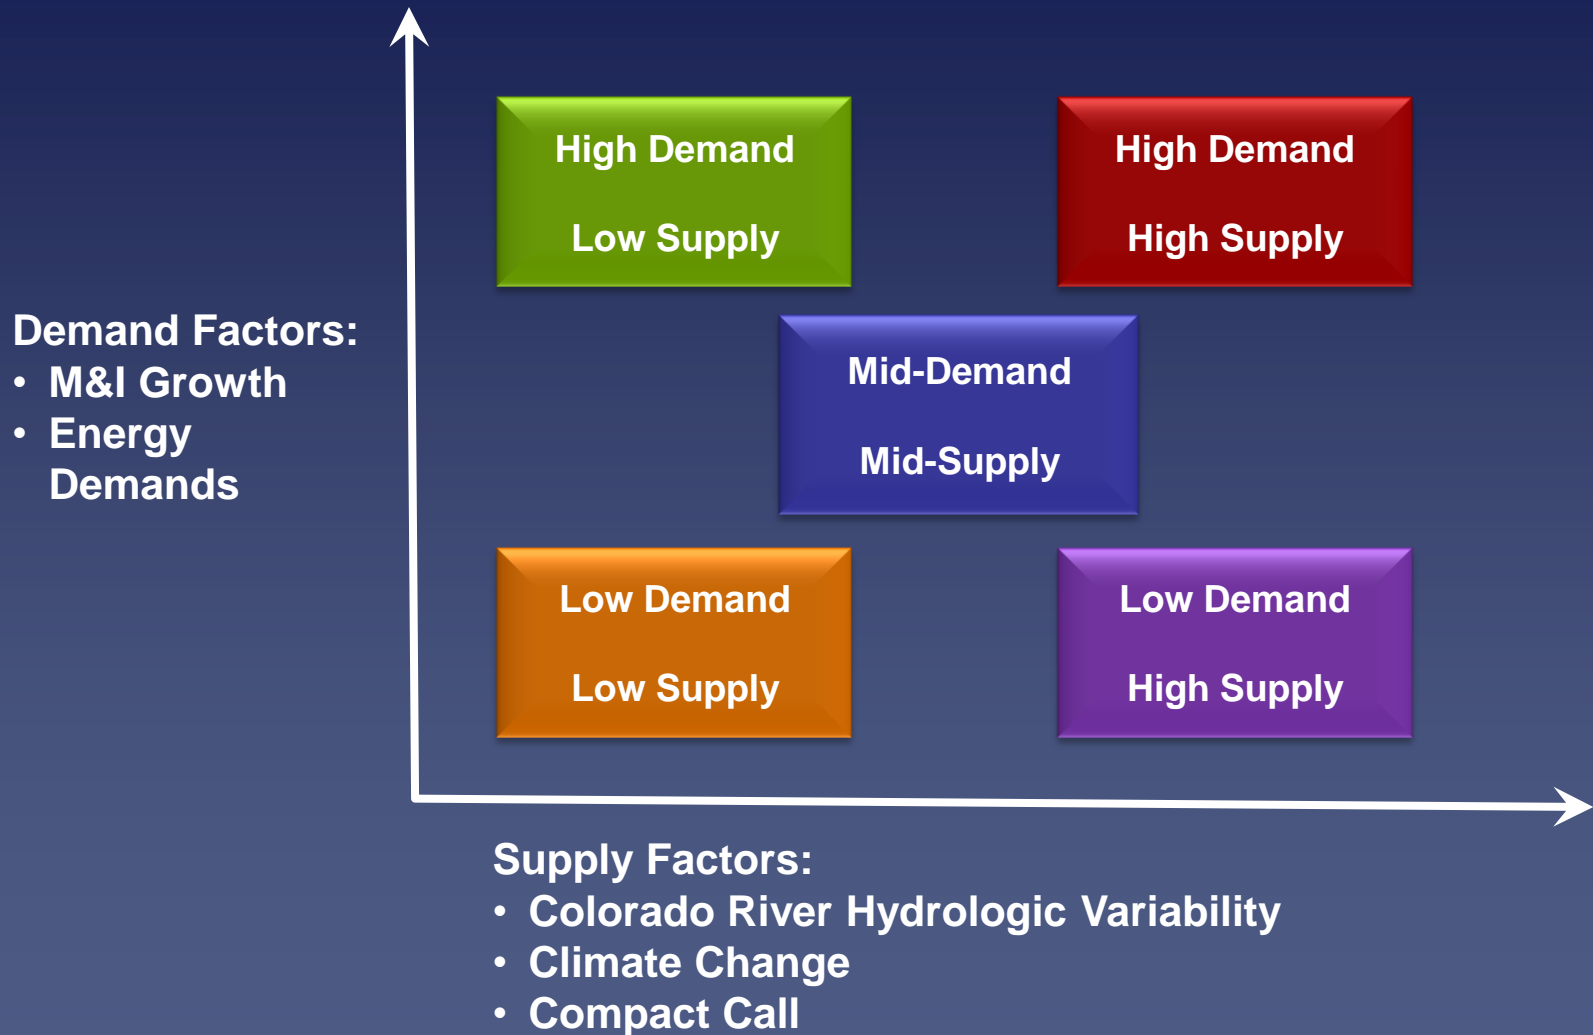 High Demand
Low Supply
High Demand
High Supply
Demand Factors:
• M&I Growth
• Energy
Demands
Mid-Demand
Mid-Supply
Low Demand
Low Supply
Low Demand
High Supply
Supply Factors:
• Colorado River Hydrologic Variability
• Climate Change
• Compact Call